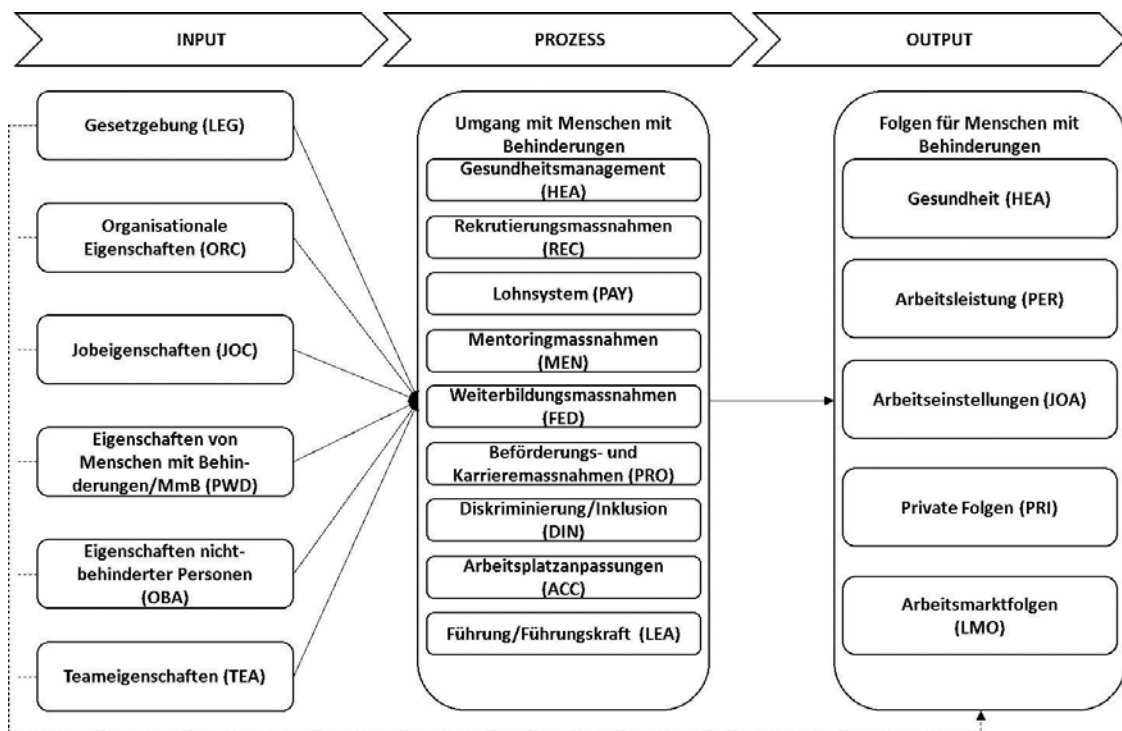 INPUT
PROZESS
OUTPUT
Gesetzgebung (LEG)
Organisationale
Eigenschaften (ORC)
Jobeigenschaften (JOC)
Eigenschaften von
Menschen mit Behin-
derungen/MmB (PWD)
Eigenschaften nicht-
behinderter Personen
(OBA)
Teameigenschaften (TEA)
Umgang mit Menschen mit
Behinderungen
Gesundheitsmanagement
(HEA)
Rekrutierungsmassnahmen
(REC)
Lohnsystem (PAY)
Mentoringmassnahmen
(MEN)
Weiterbildungsmassnahmen
(FED)
Beförderungs- und
Karrieremassnahmen (PRO)
Diskriminierung/Inklusion
(DIN)
Arbeitsplatzanpassungen
(ACC)
Führung/Führungskraft (LEA)
Folgen für Menschen mit
Behinderungen
Gesundheit (HEA)
Arbeitsleistung (PER)
Arbeitseinstellungen (JOA)
Private Folgen (PRI)
Arbeitsmarktfolgen
(LMO)